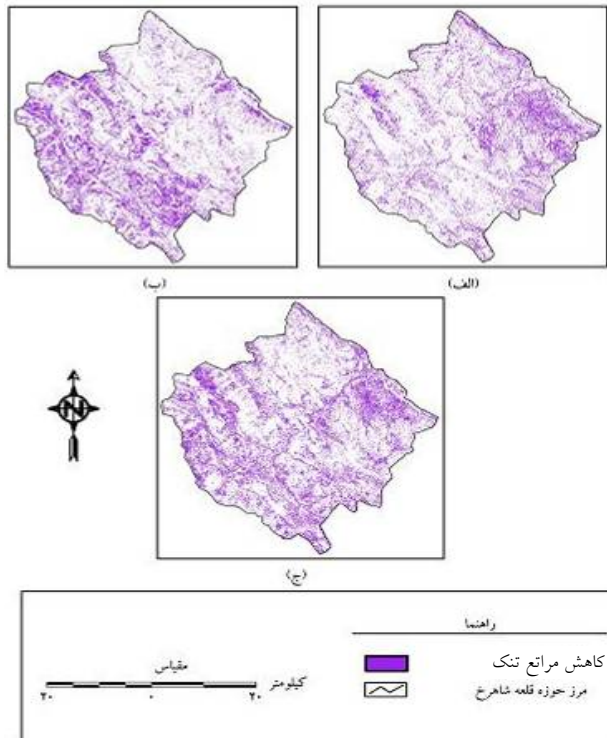 (الف)
(ب)
(ج)
N
راهنما
کاهش مراتع تنک
مرز حوزه قلعه شاهرخ
مقیاس
۲۰ ۰ ۲۰ کیلومتر